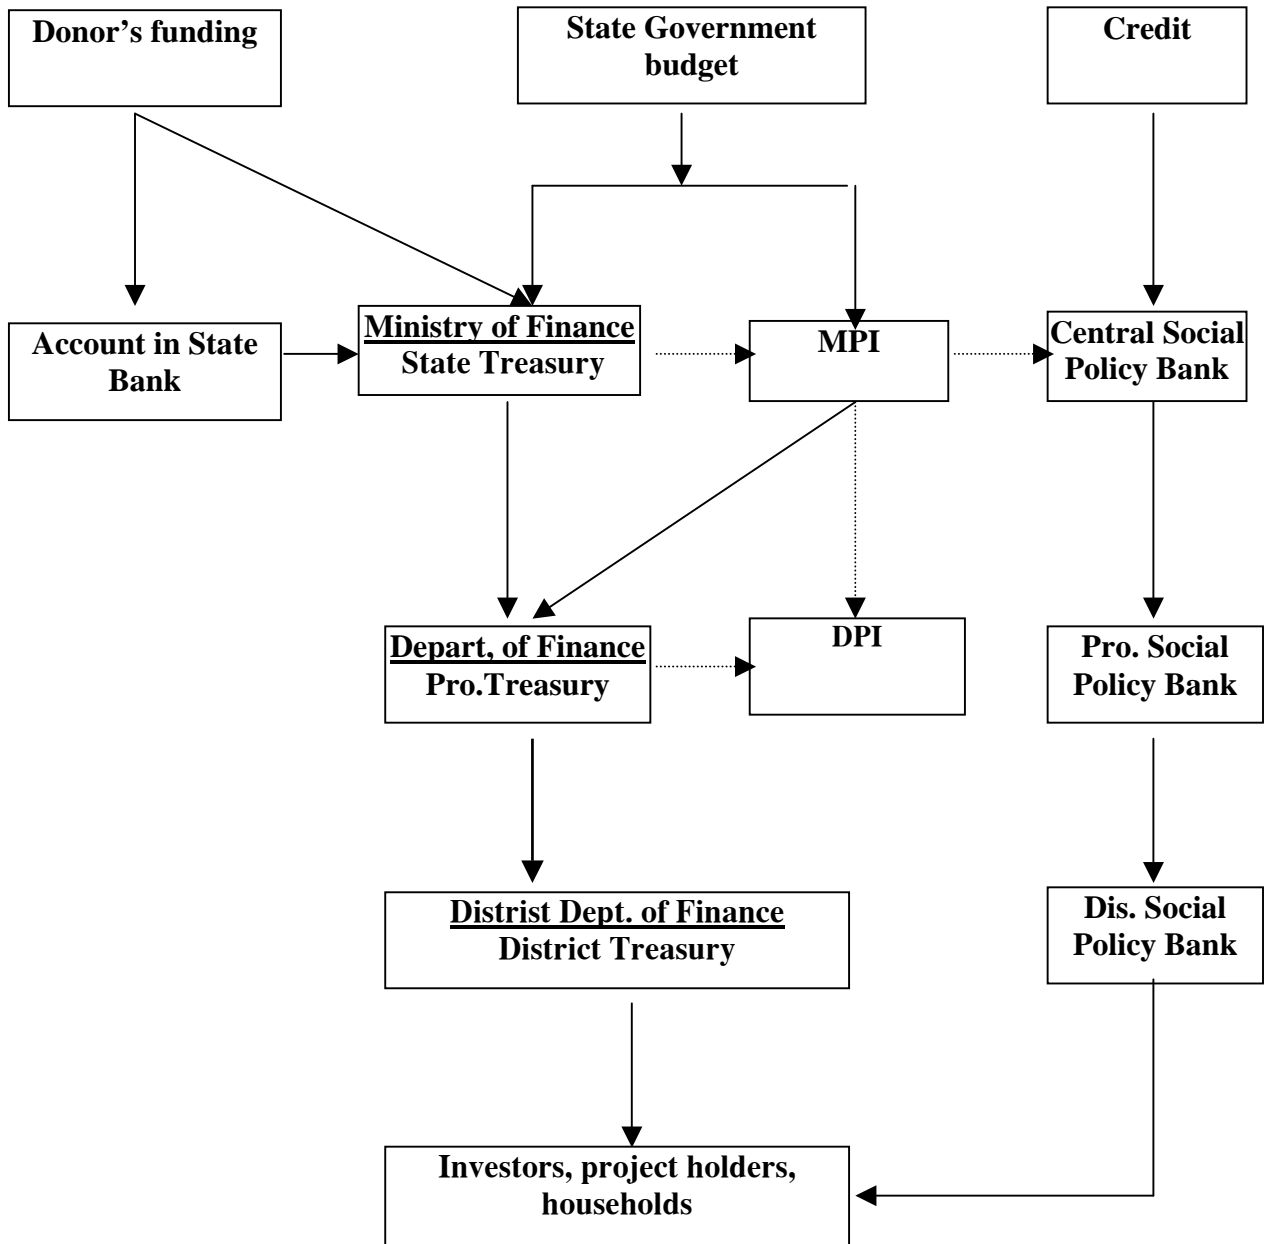 Donor's funding
State Government
budget
Credit
Account in State
Bank
Ministry of Finance
State Treasury
MPI
Central Social
Policy Bank
Depart, of Finance
Pro.Treasury
DPI
Pro. Social
Policy Bank
Distrist Dept. of Finance
District Treasury
Dis. Social
Policy Bank
Investors, project holders,
households